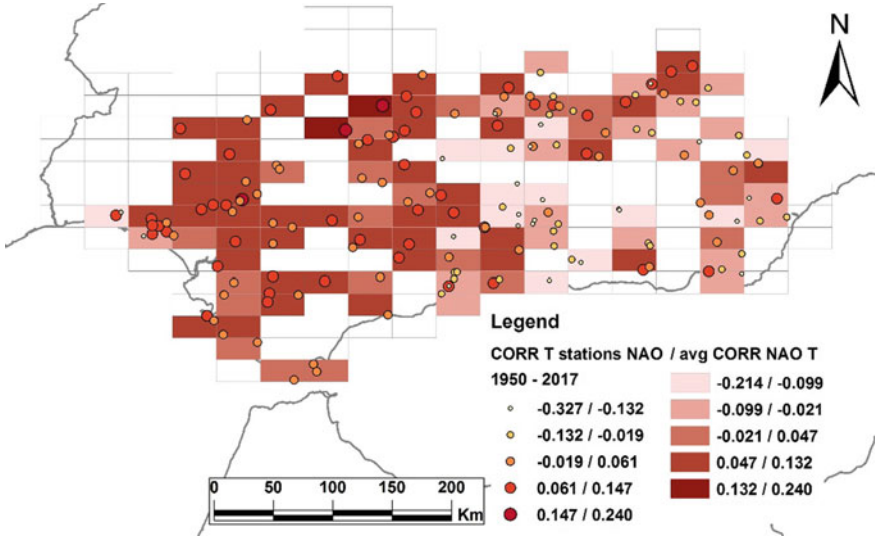 N
Legend
CORR T stations NAO / avg CORR NAO T
1950 - 2017
-0.327 / -0.132
-0.132 / -0.019
-0.019 / 0.061
0.061 / 0.147
0.147 / 0.240
-0.214 / -0.099
-0.099 / -0.021
-0.021 / 0.047
0.047 / 0.132
0.132 / 0.240
0 50 100 150 200
Km